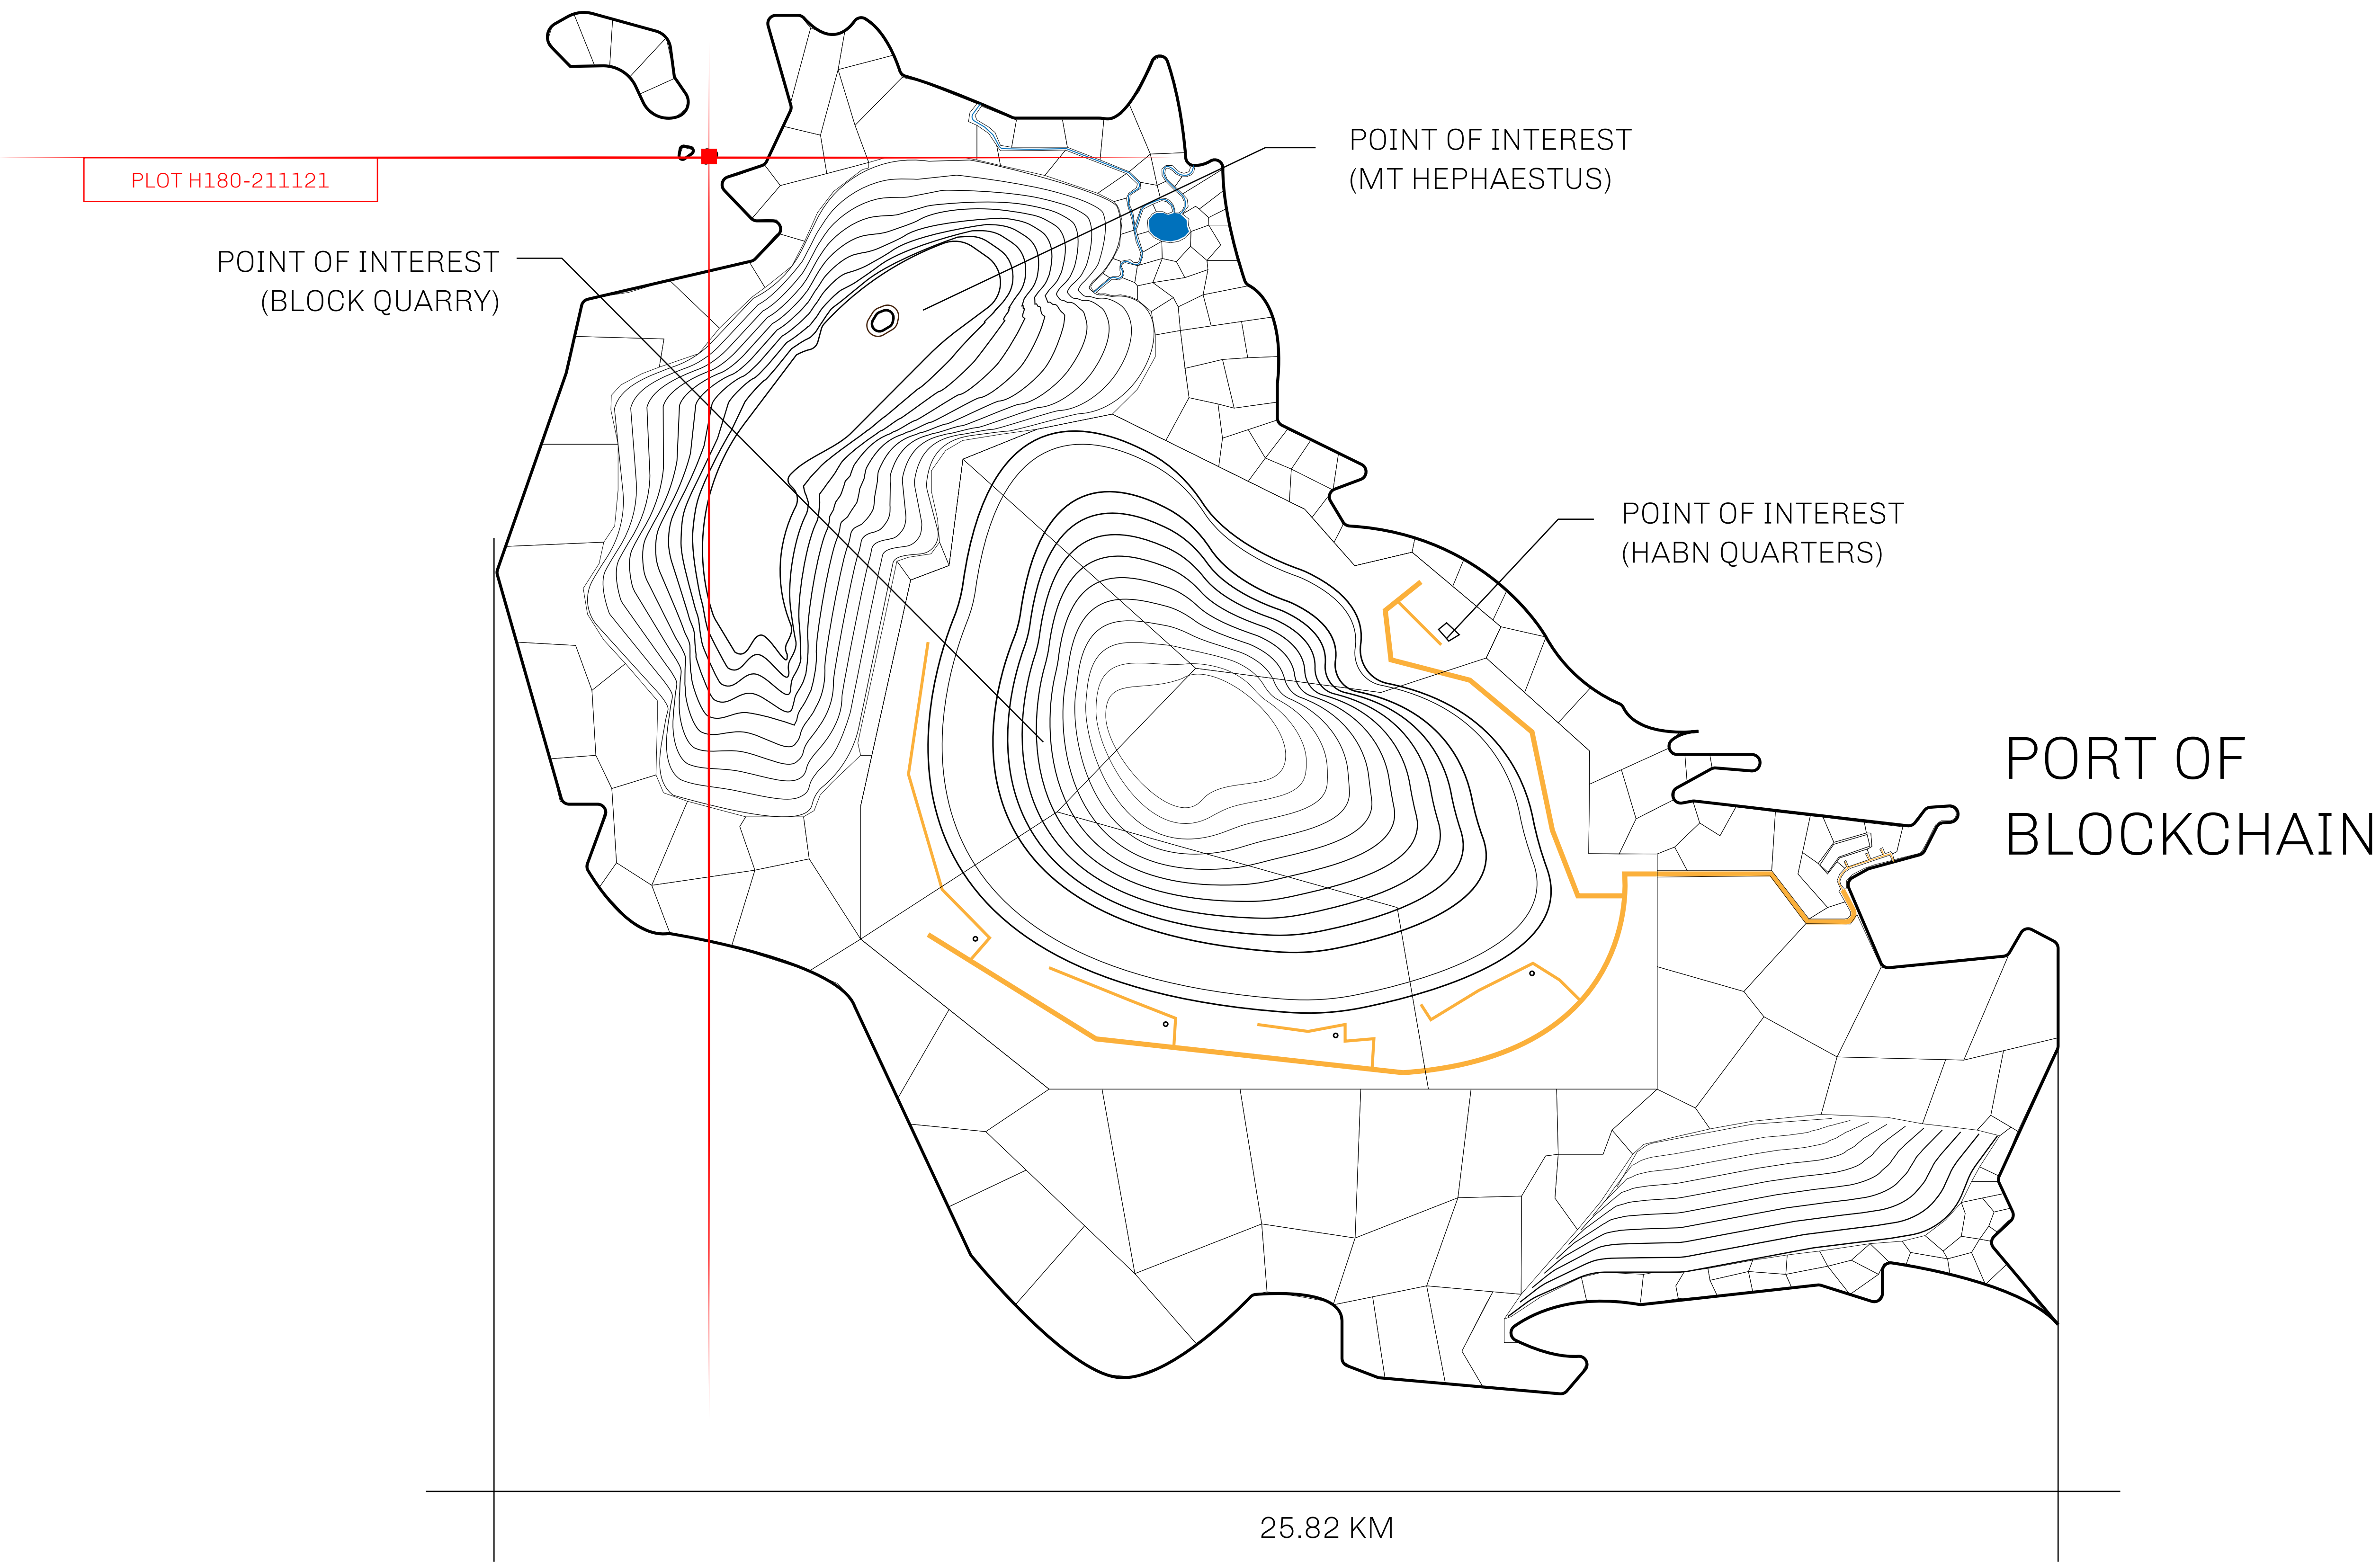 POINT OF INTEREST
(MT HEPHAESTUS)
PLOT H180-211121
POINT OF INTEREST
(BLOCK QUARRY)
POINT OF INTEREST
(HABN QUARTERS)
PORT OF
BLOCKCHAIN
25.82 KM